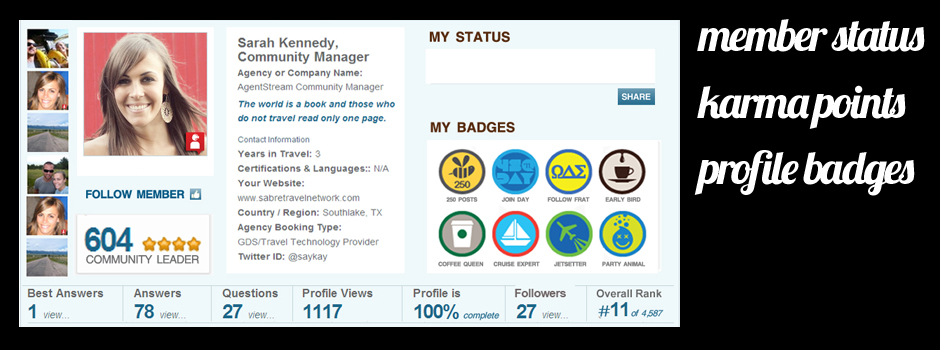 Sarah Kennedy,
Community Manager
Agency or Company Name:
AgentStream Community Manager
The world is a book and those who
do not travel read only one page.
Contact Information
Years in Travel: 3
Certifications & Languages:: N/A
Your Website:
www.sabretravelnetwork.com
Country / Region: Southlake, TX
Agency Booking Type:
GDS/Travel Technology Provider
Twitter ID: @saykay
FOLLOW MEMBER
604
COMMUNITY LEADER
MY STATUS
SHARE
MY BADGES
250
250 POSTS
JOIN DAY
ΩΔΣ
FOLLOW FRAT
EARLY BIRD
COFFEE QUEEN
CRUISE EXPERT
JETSETTER
PARTY ANIMAL
Best Answers
1 view...
Answers
78 view...
Questions
27 view...
Profile Views
1117
Profile is
100% complete
Followers
27 view...
Overall Rank
#11 of 4,587
member status
karma points
profile badges